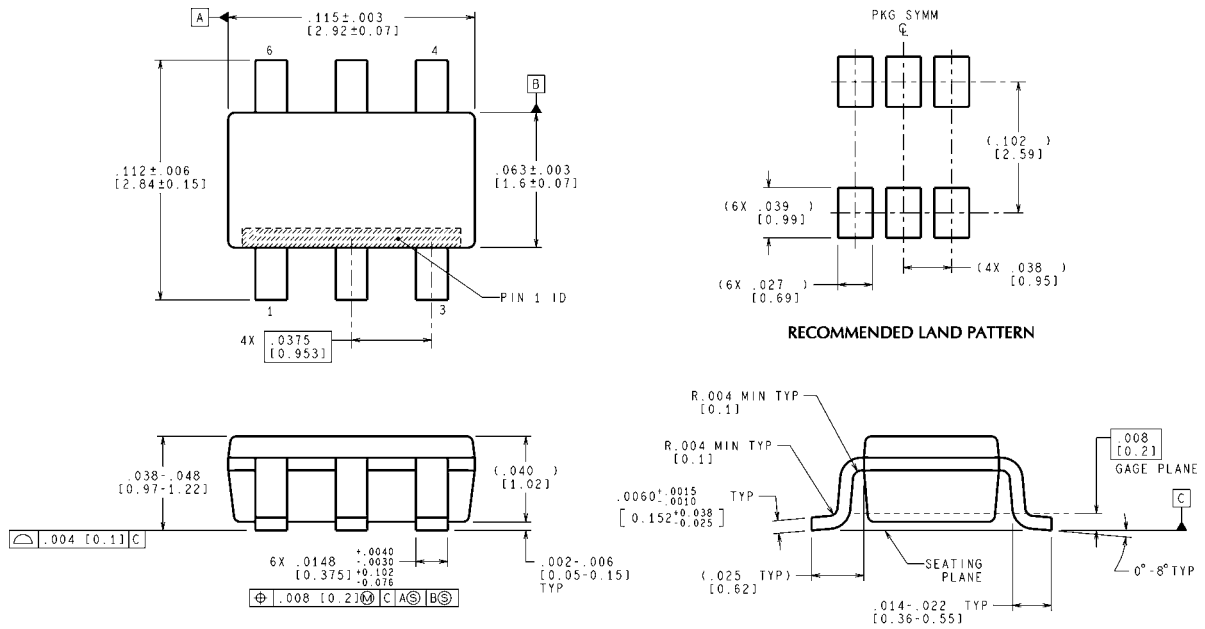 A
.115±.003
[2.92±0.07]
6
4
B
.112±.006
[2.84±0.15]
.063±.003
[1.6±0.07]
PIN 1 ID
1
3
4X .0375
[0.953]
PKG SYMM
℄
(.102 )
[2.59]
(6X .039 )
[0.99]
(4X .038 )
[0.95]
(6X .027 )
[0.69]
RECOMMENDED LAND PATTERN
.038-.048
[0.97-1.22]
(.040 )
[1.02]
⌓ .004 [0.1] C
6X .0148 +.0040 -.0030
[0.375] +0.102 -0.076
⌖ .008 [0.2]Ⓜ C AⓈ BⓈ
.002-.006
[0.05-0.15]
TYP
R.004 MIN TYP
[0.1]
R.004 MIN TYP
[0.1]
.008
[0.2]
GAGE PLANE
.0060 +.0015 -.0010 TYP
[0.152 +0.038 -0.025]
C
SEATING
PLANE
0°-8° TYP
(.025 TYP)
[0.62]
.014-.022 TYP
[0.36-0.55]